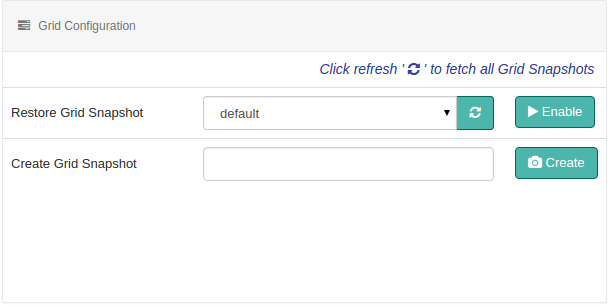 Grid Configuration
Click refresh ' ' to fetch all Grid Snapshots
Restore Grid Snapshot default Enable
Create Grid Snapshot Create